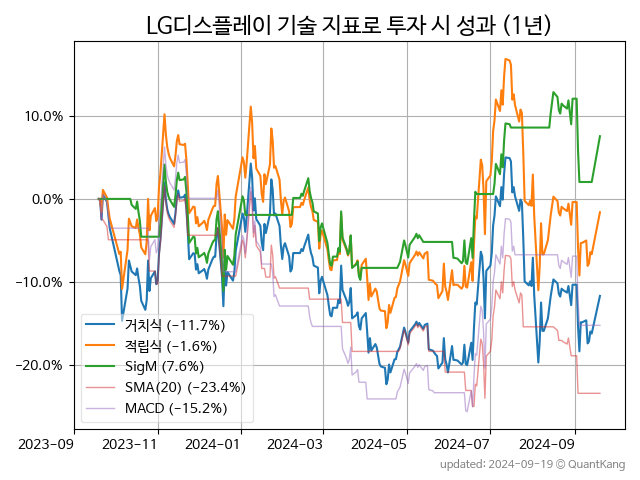 LG디스플레이 기술 지표로 투자 시 성과 (1년)
10.0%
0.0%
−10.0%
−20.0%
거치식 (−11.7%)
적립식 (−1.6%)
SigM (7.6%)
SMA(20) (−23.4%)
MACD (−15.2%)
2023-09 2023-11 2024-01 2024-03 2024-05 2024-07 2024-09
updated: 2024-09-19 @ QuantKang